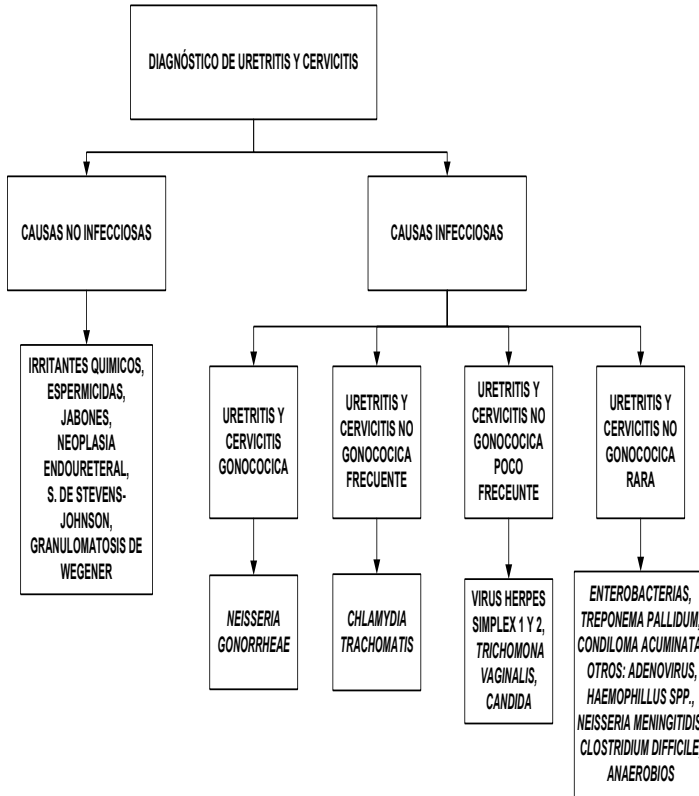 DIAGNÓSTICO DE URETRITIS Y CERVICITIS
CAUSAS NO INFECCIOSAS
CAUSAS INFECCIOSAS
IRRITANTES QUIMICOS,
ESPERMICIDAS,
JABONES,
NEOPLASIA
ENDOURETERAL,
S. DE STEVENS-
JOHNSON,
GRANULOMATOSIS DE
WEGENER
URETRITIS Y
CERVICITIS
GONOCOCICA
URETRITIS Y
CERVICITIS NO
GONOCOCICA
FRECUENTE
URETRITIS Y
CERVICITIS NO
GONOCOCICA
POCO
FRECEUNTE
URETRITIS Y
CERVICITIS NO
GONOCOCICA
RARA
NEISSERIA
GONORRHEAE
CHLAMYDIA
TRACHOMATIS
VIRUS HERPES
SIMPLEX 1 Y 2,
TRICHOMONA
VAGINALIS,
CANDIDA
ENTEROBACTERIAS,
TREPONEMA PALLIDUM,
CONDILOMA ACUMINATA
OTROS: ADENOVIRUS,
HAEMOPHILLUS SPP.,
NEISSERIA MENINGITIDIS
CLOSTRIDIUM DIFFICILE,
ANAEROBIOS